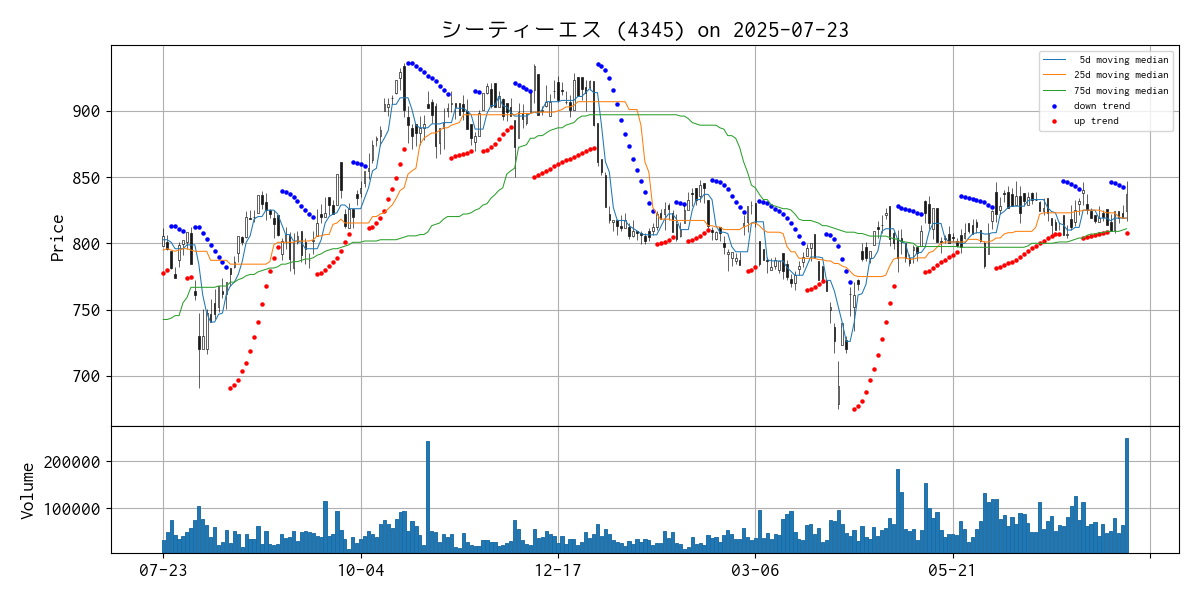 シーティーエス (4345) on 2025-07-23
5d moving median
25d moving median
75d moving median
down trend
up trend
Price
900
850
800
750
700
Volume
200000
100000
07-23
10-04
12-17
03-06
05-21